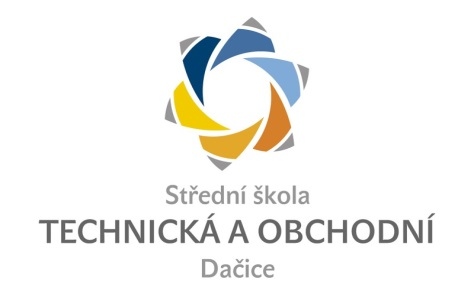 Střední škola
TECHNICKÁ A OBCHODNÍ
Dačice